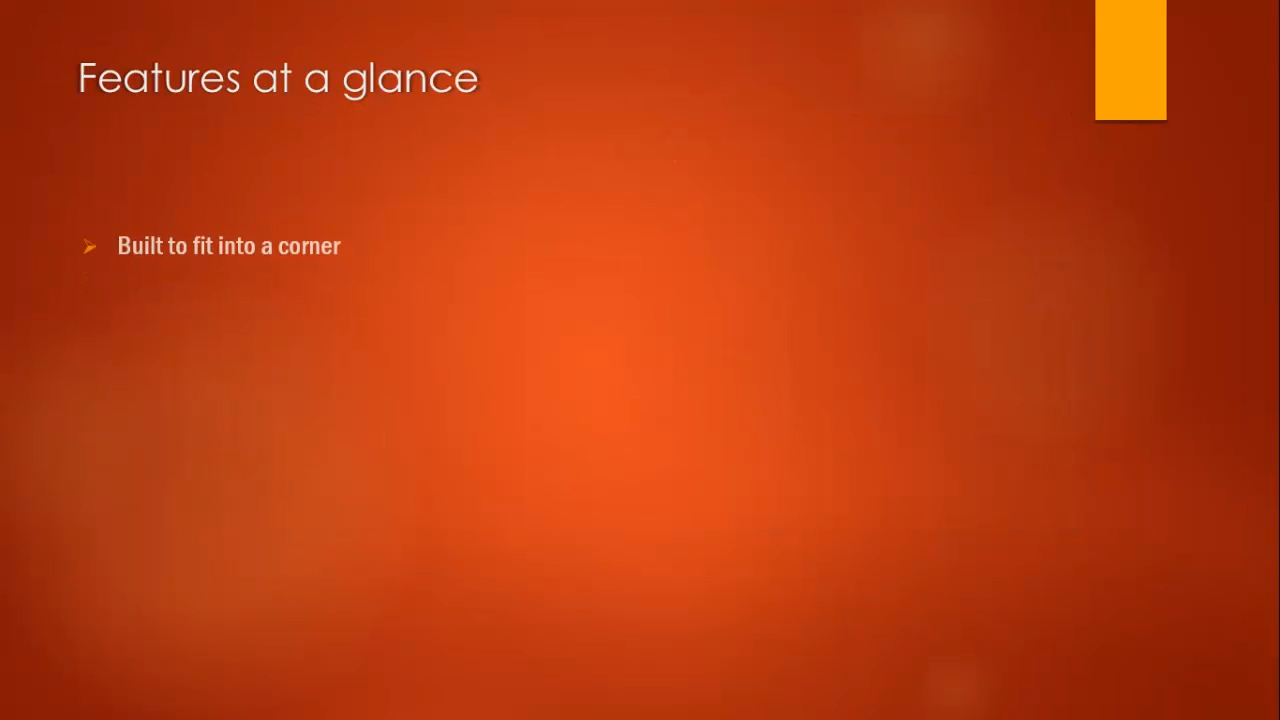 Features at a glance
Built to fit into a corner